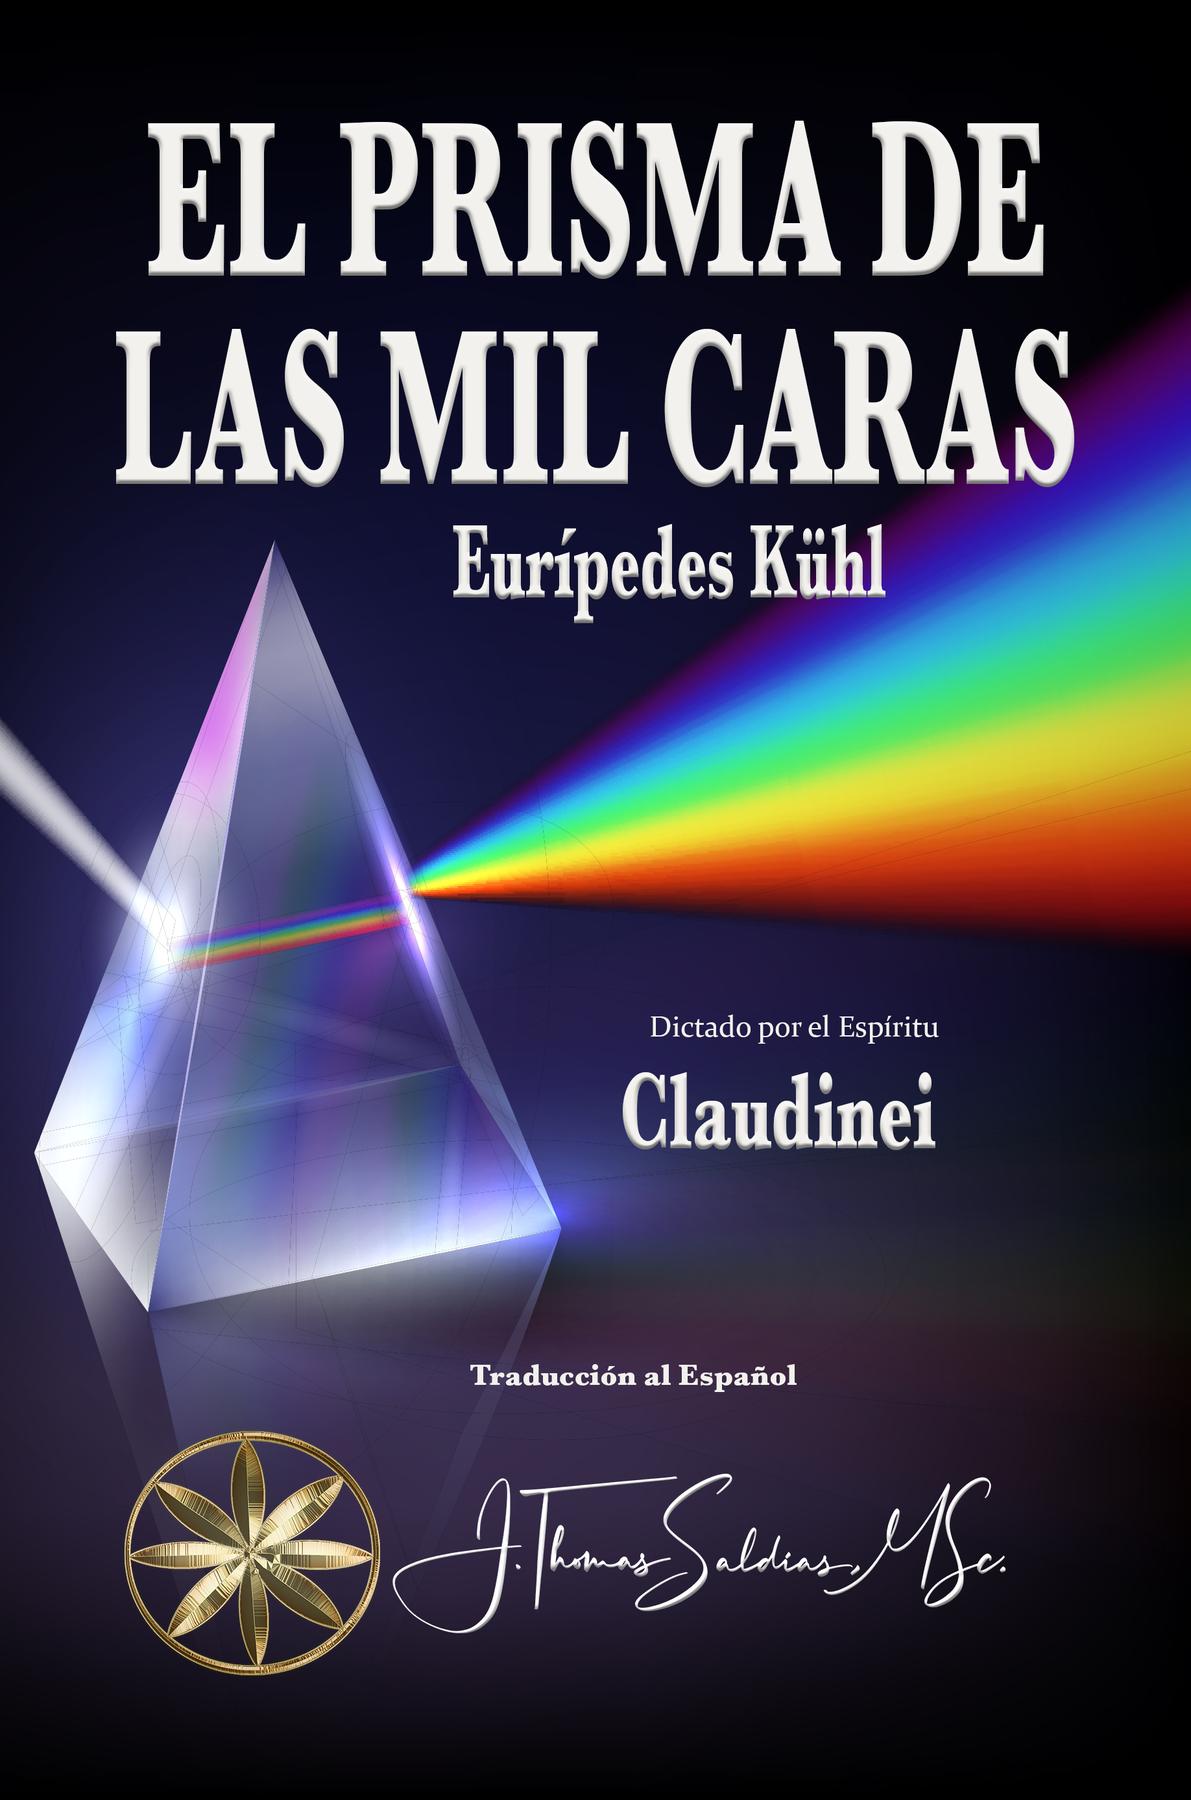 EL PRISMA DE
LAS MIL CARAS
Eurípedes Kühl
Dictado por el Espíritu
Claudinei
Traducción al Español
J. Thomas Saldias, MSc.